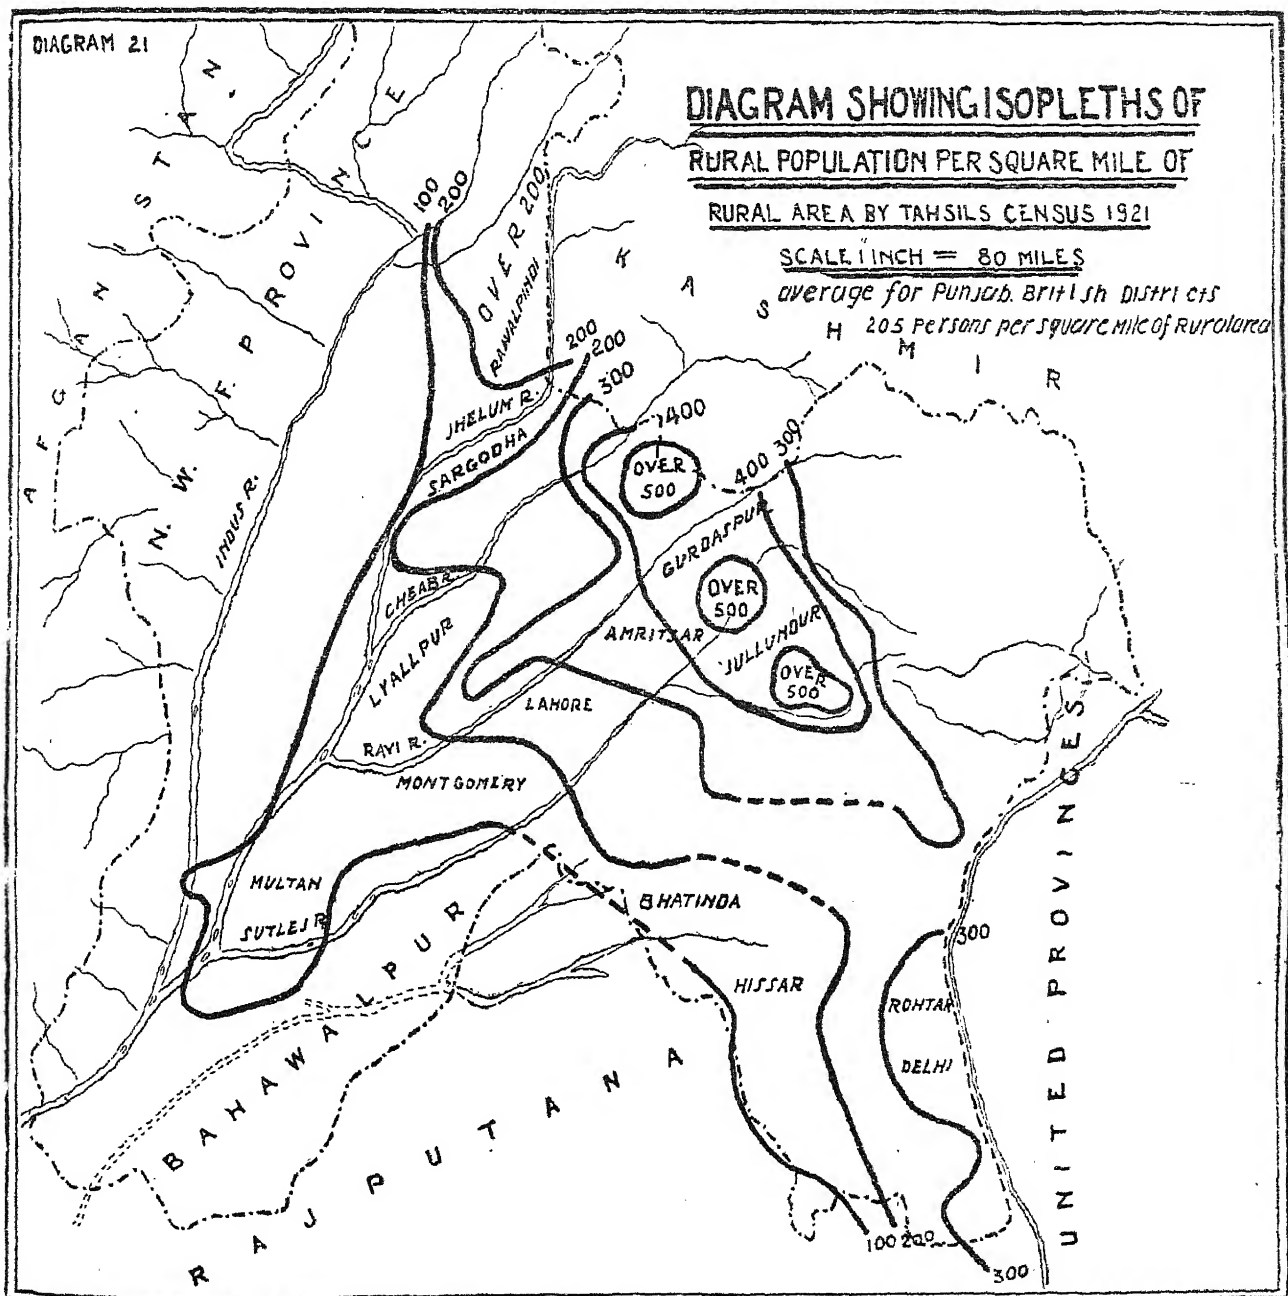 DIAGRAM 21
DIAGRAM SHOWING ISOPLETHS OF
RURAL POPULATION PER SQUARE MILE OF
RURAL AREA BY TAHSILS CENSUS 1921
SCALE 1 INCH = 80 MILES
average for Punjab. British Districts
205 Persons per square Mile of Rural area
AFGANSTAN
N. W. F. PROVINCE
KASHMIR
100
200
OVER 200
RAWALPINDI
200
200
300
400
JHELUM R.
SARGODHA
OVER
500
400
300
INDUS R.
GURDASPUR
CHEAB R.
OVER
500
AMRITSAR
JULLUNDUR
LYALLPUR
OVER
500
LAHORE
RAVI R.
MONTGOMERY
MULTAN
SUTLEJ R
BHATINDA
HISSAR
300
ROHTAK
DELHI
BAHAWALPUR
RAJPUTANA
UNITED PROVINCES
100
200
300